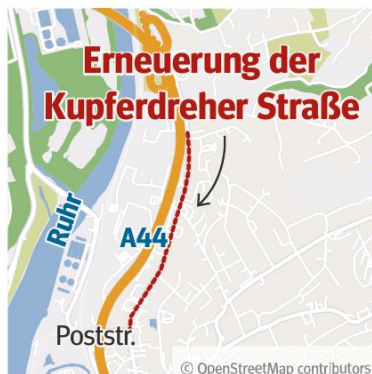 Erneuerung der
Kupferdreher Straße
Ruhr
A44
Poststr.
© OpenStreetMap contributors